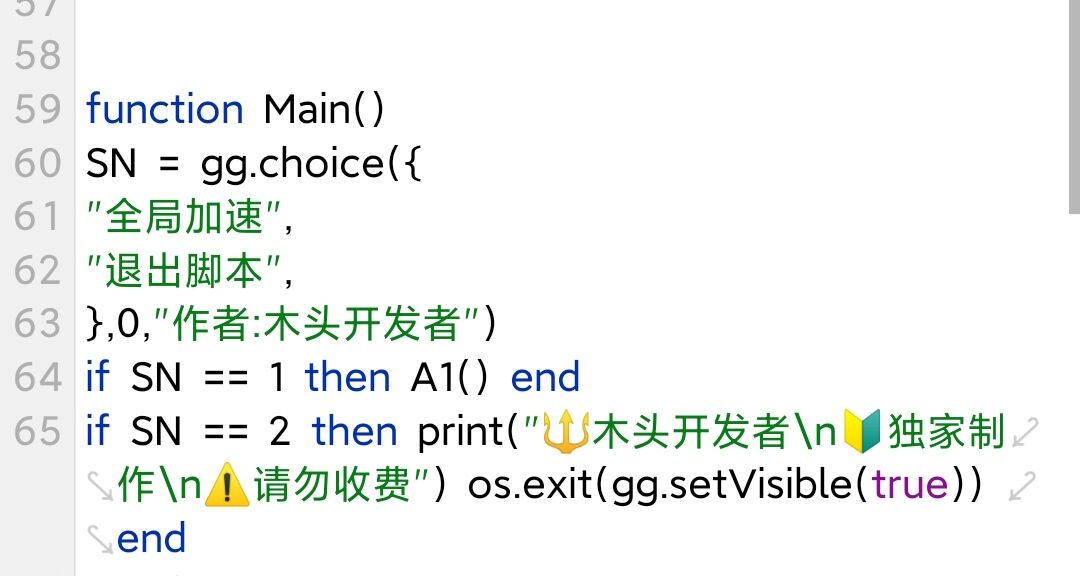 57
58
59 function Main()
60 SN = gg.choice({
61 "全局加速",
62 "退出脚本",
63 },0,"作者:木头开发者")
64 if SN == 1 then A1() end
65 if SN == 2 then print("🔱木头开发者\n🔰独家制
作\n⚠️请勿收费") os.exit(gg.setVisible(true))
end